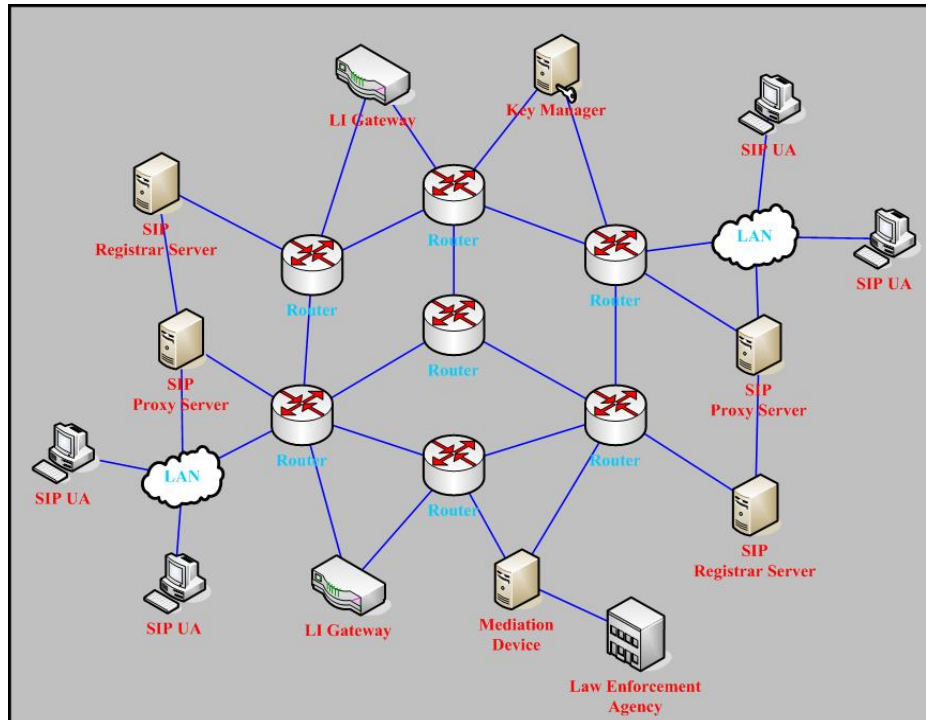 LI Gateway
Key Manager
SIP UA
SIP
Registrar Server
Router
LAN
Router
Router
SIP UA
Router
SIP
Proxy Server
Router
SIP
Proxy Server
Router
Router
LAN
SIP UA
Router
SIP
Registrar Server
SIP UA
LI Gateway
Mediation
Device
Law Enforcement
Agency